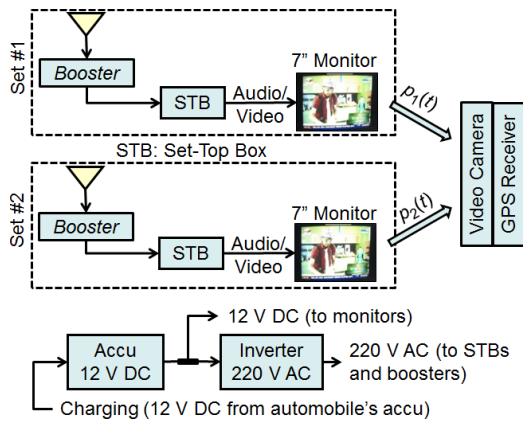 Set #1
Booster
STB
Audio/
Video
7” Monitor
p1(t)
STB: Set-Top Box
Set #2
Booster
STB
Audio/
Video
7” Monitor
p2(t)
Video Camera
GPS Receiver
12 V DC (to monitors)
Accu
12 V DC
Inverter
220 V AC
220 V AC (to STBs
and boosters)
Charging (12 V DC from automobile’s accu)